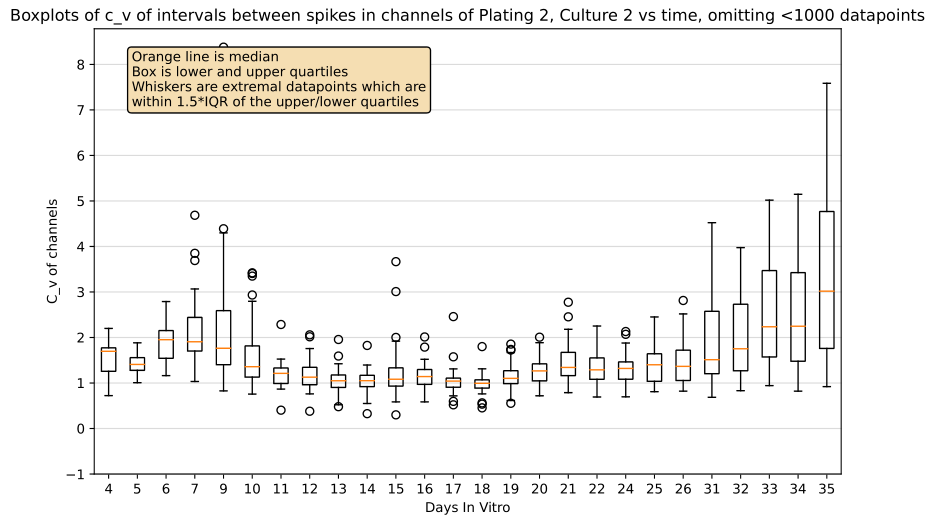 Boxplots of c_v of intervals between spikes in channels of Plating 2, Culture 2 vs time, omitting <1000 datapoints
Orange line is median
Box is lower and upper quartiles
Whiskers are extremal datapoints which are
within 1.5*IQR of the upper/lower quartiles
C_v of channels
8
7
6
5
4
3
2
1
0
−1
4 5 6 7 9 10 11 12 13 14 15 16 17 18 19 20 21 22 24 25 26 31 32 33 34 35
Days In Vitro